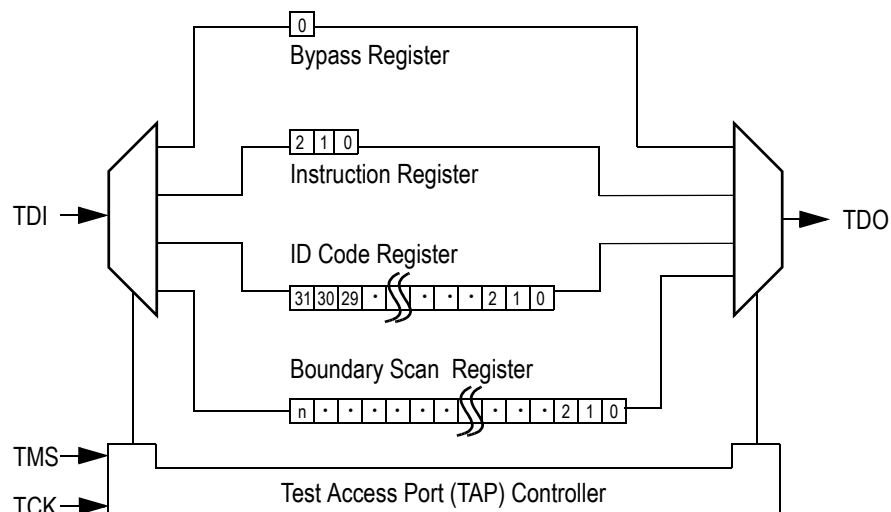 0
Bypass Register
2 1 0
Instruction Register
TDI
TDO
ID Code Register
31 30 29 · · · · 2 1 0
Boundary Scan Register
n · · · · · · · · · 2 1 0
TMS
Test Access Port (TAP) Controller
TCK